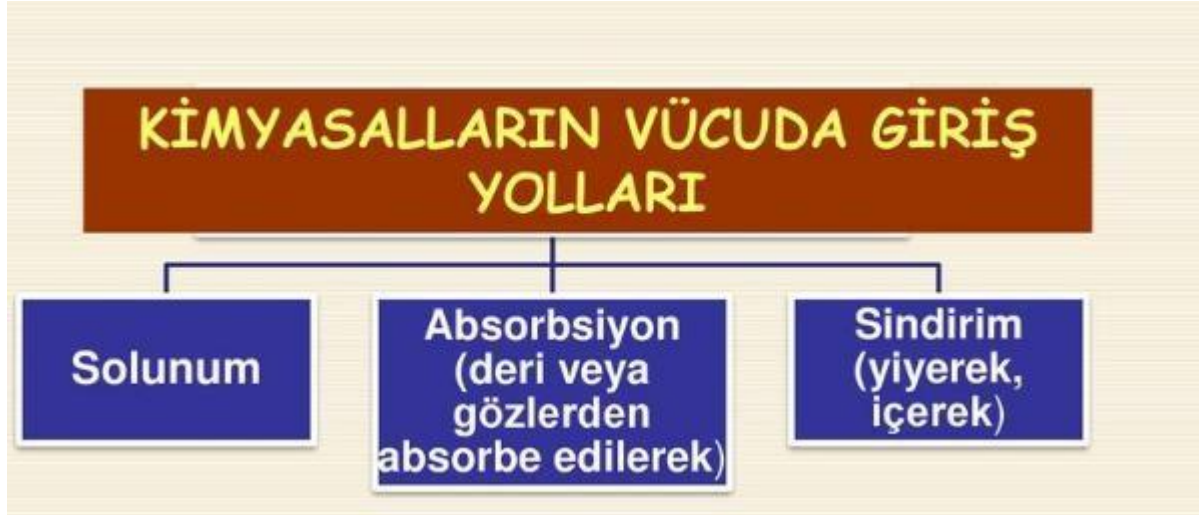 KİMYASALLARIN VÜCUDA GİRİŞ
YOLLARI
Solunum
Absorbsiyon
(deri veya
gözlerden
absorbe edilerek)
Sindirim
(yiyerek,
içerek)